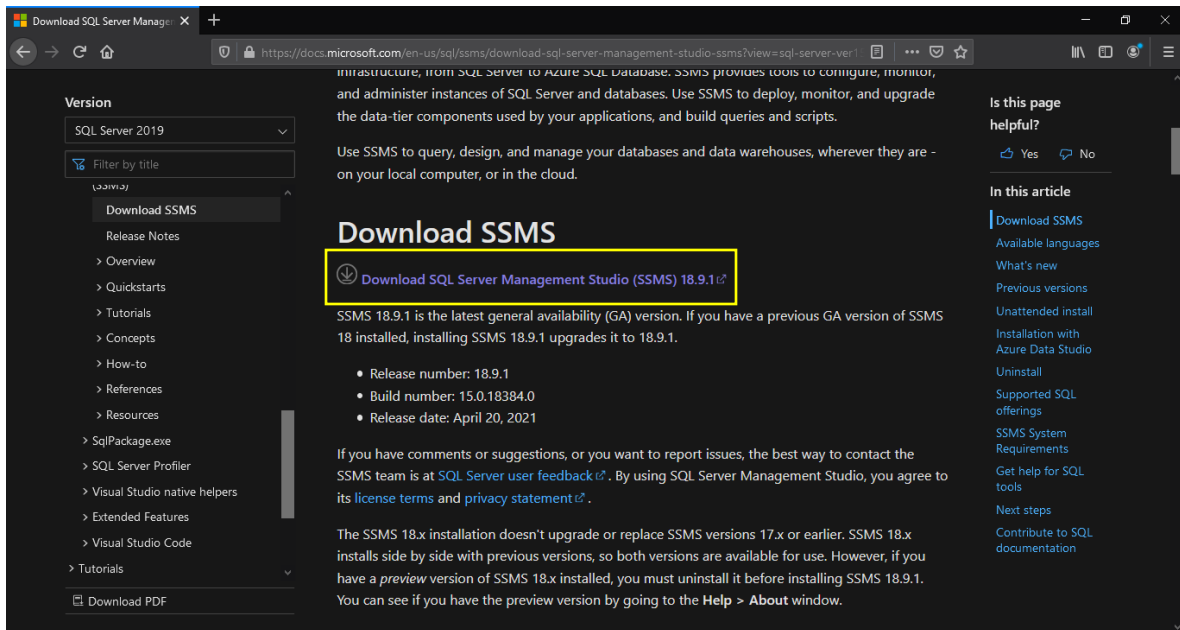 Download SQL Server Manage
https://docs.microsoft.com/en-us/sql/ssms/download-sql-server-management-studio-ssms?view=sql-server-ver1
Version
SQL Server 2019
Filter by title
(SSMS)
Download SSMS
Release Notes
Overview
Quickstarts
Tutorials
Concepts
How-to
References
Resources
SqlPackage.exe
SQL Server Profiler
Visual Studio native helpers
Extended Features
Visual Studio Code
Tutorials
Download PDF
infrastructure, from SQL Server to Azure SQL Database. SSMS provides tools to configure, monitor,
and administer instances of SQL Server and databases. Use SSMS to deploy, monitor, and upgrade
the data-tier components used by your applications, and build queries and scripts.
Use SSMS to query, design, and manage your databases and data warehouses, wherever they are -
on your local computer, or in the cloud.
Download SSMS
Download SQL Server Management Studio (SSMS) 18.9.1
SSMS 18.9.1 is the latest general availability (GA) version. If you have a previous GA version of SSMS
18 installed, installing SSMS 18.9.1 upgrades it to 18.9.1.
• Release number: 18.9.1
• Build number: 15.0.18384.0
• Release date: April 20, 2021
If you have comments or suggestions, or you want to report issues, the best way to contact the
SSMS team is at SQL Server user feedback. By using SQL Server Management Studio, you agree to
its license terms and privacy statement.
The SSMS 18.x installation doesn't upgrade or replace SSMS versions 17.x or earlier. SSMS 18.x
installs side by side with previous versions, so both versions are available for use. However, if you
have a preview version of SSMS 18.x installed, you must uninstall it before installing SSMS 18.9.1.
You can see if you have the preview version by going to the Help > About window.
Is this page
helpful?
Yes No
In this article
Download SSMS
Available languages
What's new
Previous versions
Unattended install
Installation with
Azure Data Studio
Uninstall
Supported SQL
offerings
SSMS System
Requirements
Get help for SQL
tools
Next steps
Contribute to SQL
documentation